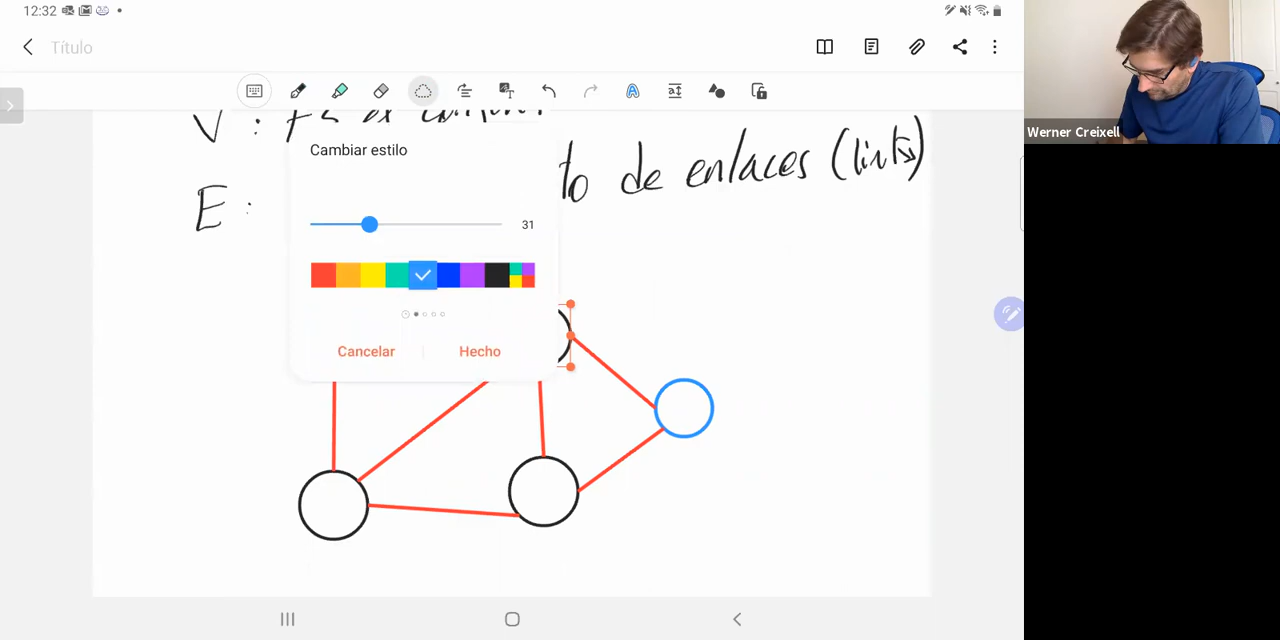 12:32
Título
V :
Cambiar estilo
to de enlaces (links)
E :
31
Cancelar Hecho
Werner Creixell